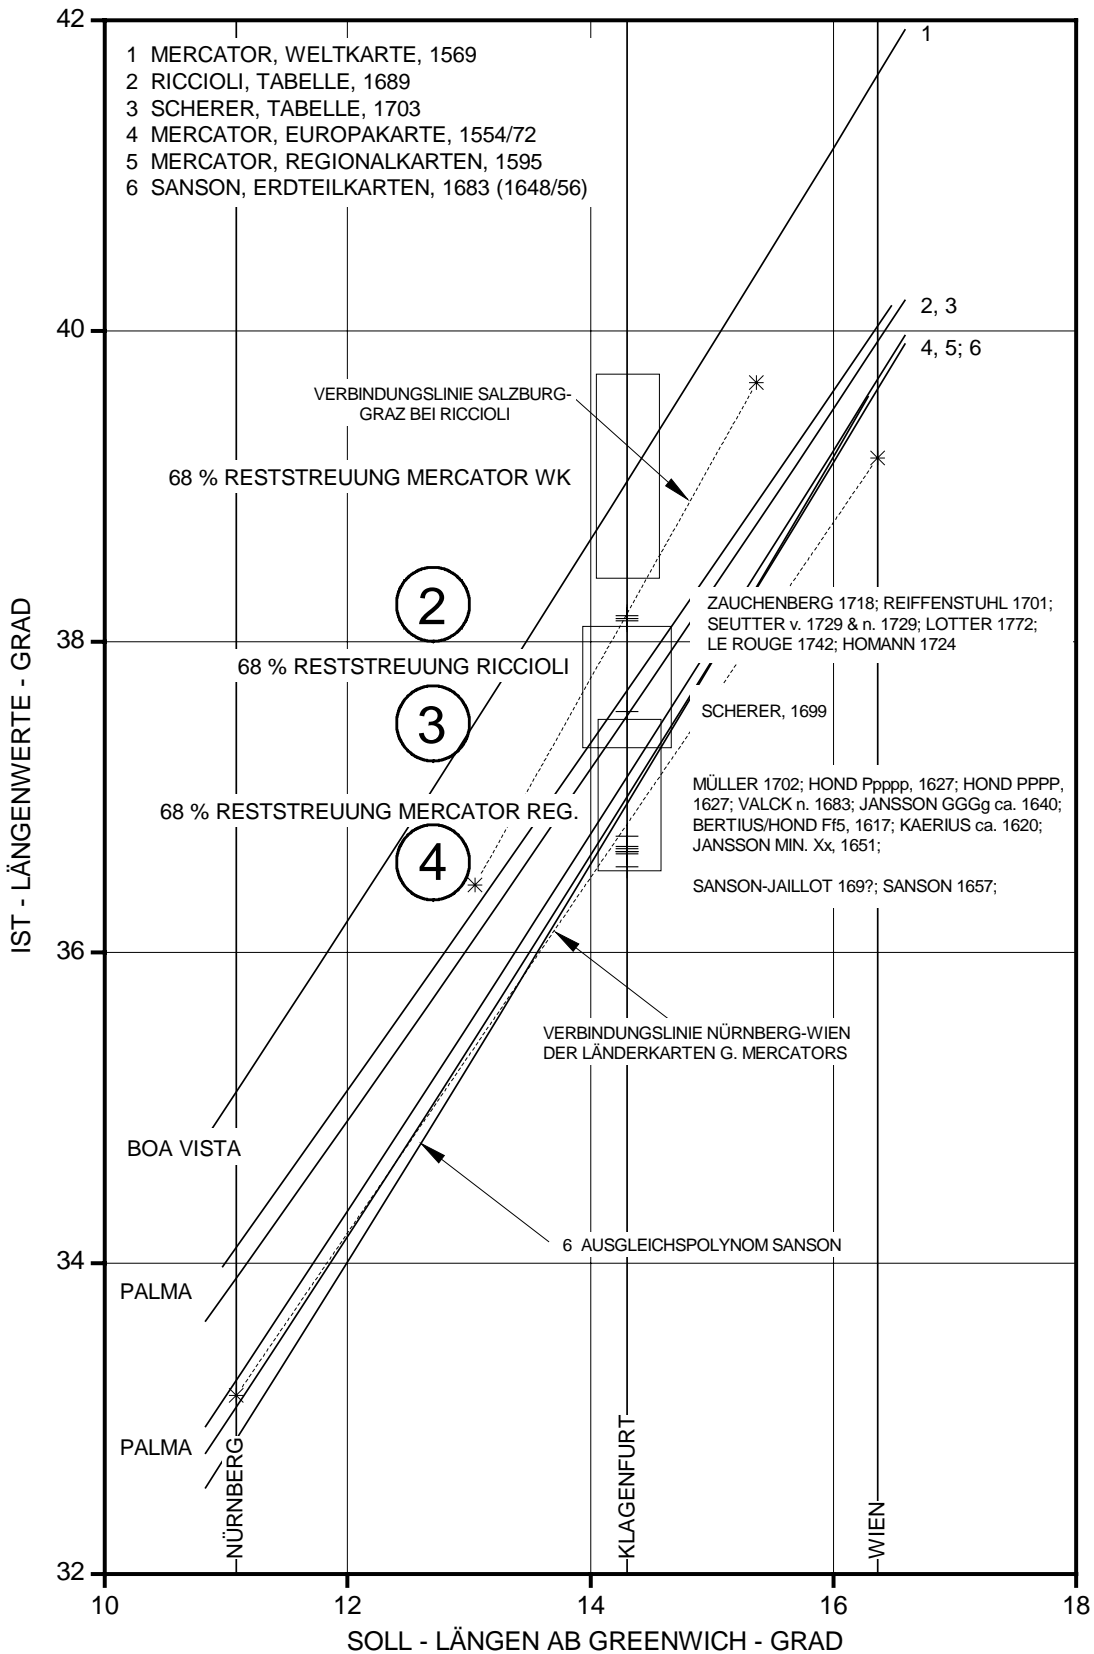 42
1 MERCATOR, WELTKARTE, 1569
2 RICCIOLI, TABELLE, 1689
3 SCHERER, TABELLE, 1703
4 MERCATOR, EUROPAKARTE, 1554/72
5 MERCATOR, REGIONALKARTEN, 1595
6 SANSON, ERDTEILKARTEN, 1683 (1648/56)
1
2, 3
4, 5; 6
40
VERBINDUNGSLINIE SALZBURG-
GRAZ BEI RICCIOLI
68 % RESTSTREUUNG MERCATOR WK
2
ZAUCHENBERG 1718; REIFFENSTUHL 1701;
SEUTTER v. 1729 & n. 1729; LOTTER 1772;
LE ROUGE 1742; HOMANN 1724
38
68 % RESTSTREUUNG RICCIOLI
3
SCHERER, 1699
68 % RESTSTREUUNG MERCATOR REG.
4
MÜLLER 1702; HOND Ppppp, 1627; HOND PPPP,
1627; VALCK n. 1683; JANSSON GGGg ca. 1640;
BERTIUS/HOND Ff5, 1617; KAERIUS ca. 1620;
JANSSON MIN. Xx, 1651;
SANSON-JAILLOT 169?; SANSON 1657;
36
VERBINDUNGSLINIE NÜRNBERG-WIEN
DER LÄNDERKARTEN G. MERCATORS
BOA VISTA
6 AUSGLEICHSPOLYNOM SANSON
34
PALMA
PALMA
NÜRNBERG
KLAGENFURT
WIEN
32
IST - LÄNGENWERTE - GRAD
10
12
14
16
18
SOLL - LÄNGEN AB GREENWICH - GRAD